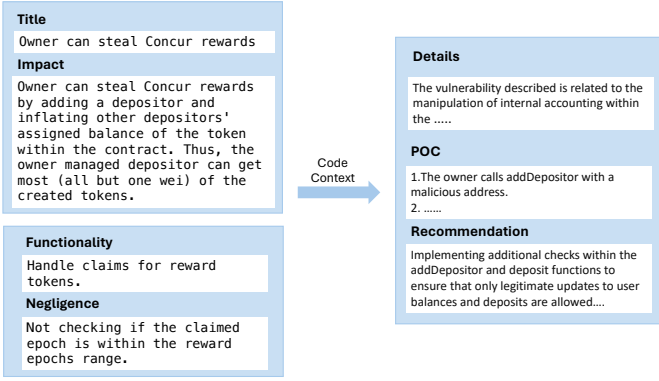 Title
Owner can steal Concur rewards
Impact
Owner can steal Concur rewards
by adding a depositor and
inflating other depositors'
assigned balance of the token
within the contract. Thus, the
owner managed depositor can get
most (all but one wei) of the
created tokens.
Functionality
Handle claims for reward
tokens.
Negligence
Not checking if the claimed
epoch is within the reward
epochs range.
Code
Context
Details
The vulnerability described is related to the
manipulation of internal accounting within
the .....
POC
1.The owner calls addDepositor with a
malicious address.
2. ......
Recommendation
Implementing additional checks within the
addDepositor and deposit functions to
ensure that only legitimate updates to user
balances and deposits are allowed....